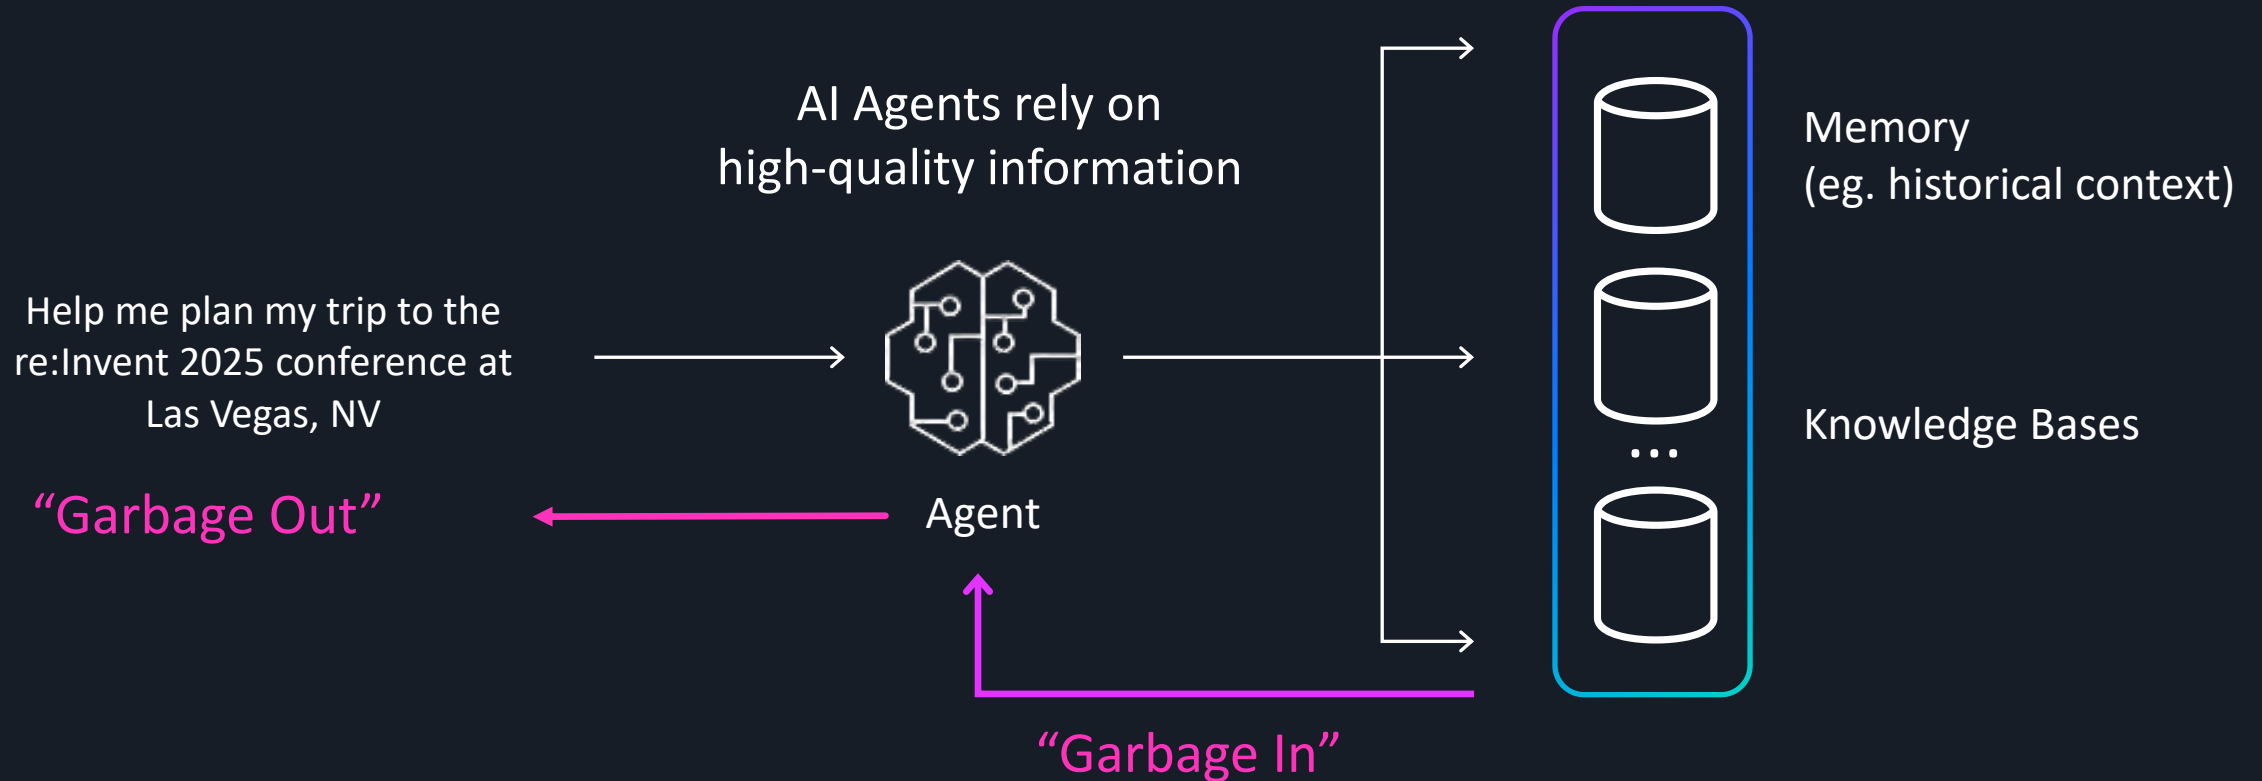 AI Agents rely on
high-quality information
Help me plan my trip to the
re:Invent 2025 conference at
Las Vegas, NV
“Garbage Out”
Agent
“Garbage In”
Memory
(eg. historical context)
Knowledge Bases
...